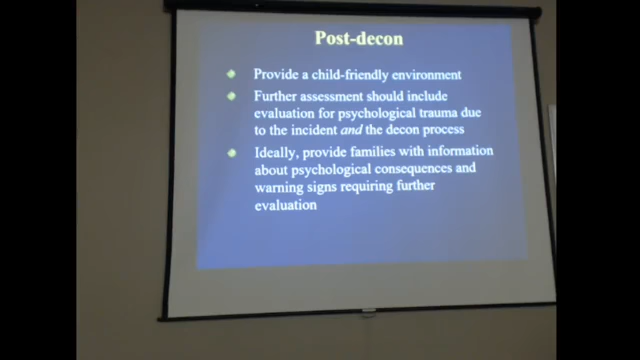 Post-decon
Provide a child-friendly environment
Further assessment should include
evaluation for psychological trauma due
to the incident and the decon process
Ideally, provide families with information
about psychological consequences and
warning signs requiring further
evaluation